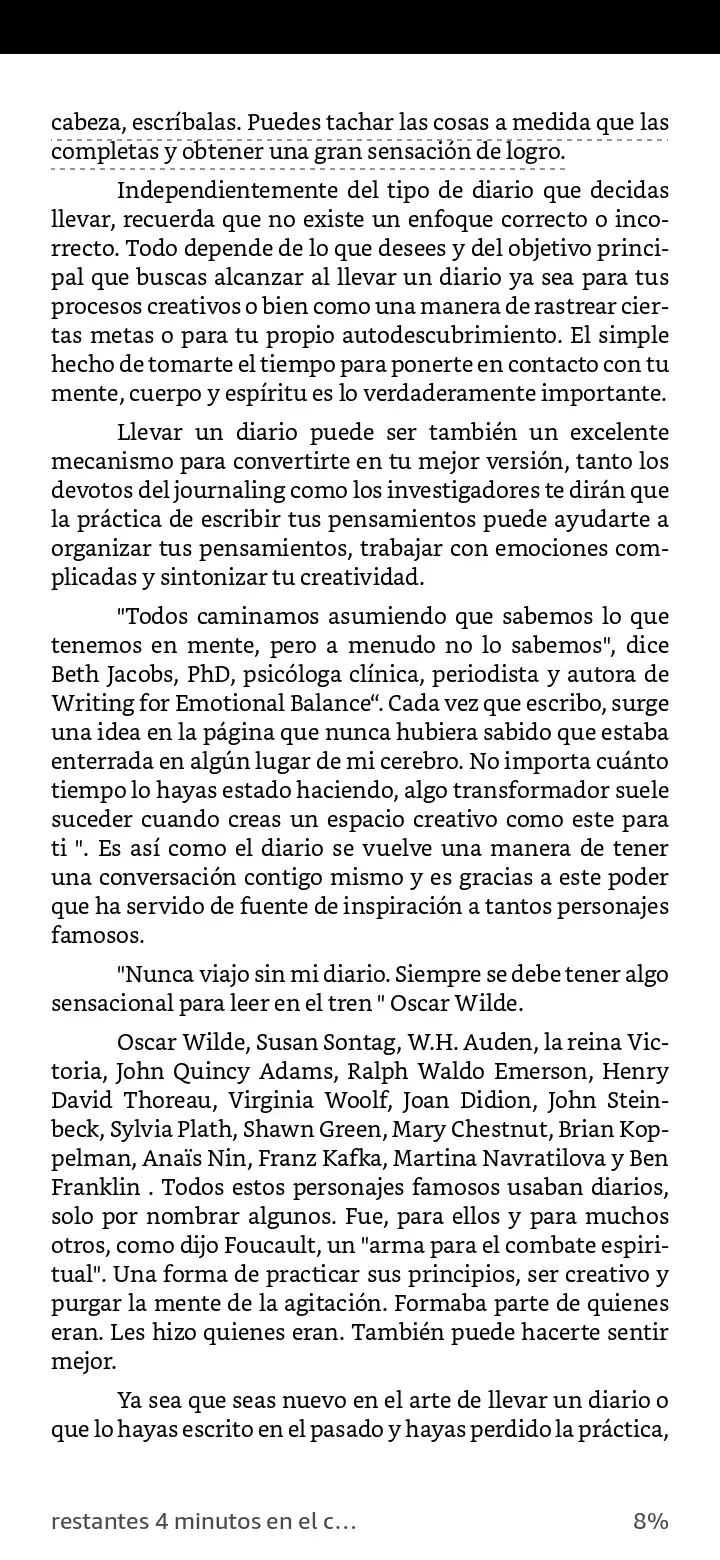 cabeza, escríbalas. Puedes tachar las cosas a medida que las
completas y obtener una gran sensación de logro.
Independientemente del tipo de diario que decidas
llevar, recuerda que no existe un enfoque correcto o inco-
rrecto. Todo depende de lo que desees y del objetivo princi-
pal que buscas alcanzar al llevar un diario ya sea para tus
procesos creativos o bien como una manera de rastrear cier-
tas metas o para tu propio autodescubrimiento. El simple
hecho de tomarte el tiempo para ponerte en contacto con tu
mente, cuerpo y espíritu es lo verdaderamente importante.
Llevar un diario puede ser también un excelente
mecanismo para convertirte en tu mejor versión, tanto los
devotos del journaling como los investigadores te dirán que
la práctica de escribir tus pensamientos puede ayudarte a
organizar tus pensamientos, trabajar con emociones com-
plicadas y sintonizar tu creatividad.
"Todos caminamos asumiendo que sabemos lo que
tenemos en mente, pero a menudo no lo sabemos", dice
Beth Jacobs, PhD, psicóloga clínica, periodista y autora de
Writing for Emotional Balance“. Cada vez que escribo, surge
una idea en la página que nunca hubiera sabido que estaba
enterrada en algún lugar de mi cerebro. No importa cuánto
tiempo lo hayas estado haciendo, algo transformador suele
suceder cuando creas un espacio creativo como este para
ti ". Es así como el diario se vuelve una manera de tener
una conversación contigo mismo y es gracias a este poder
que ha servido de fuente de inspiración a tantos personajes
famosos.
"Nunca viajo sin mi diario. Siempre se debe tener algo
sensacional para leer en el tren " Oscar Wilde.
Oscar Wilde, Susan Sontag, W.H. Auden, la reina Vic-
toria, John Quincy Adams, Ralph Waldo Emerson, Henry
David Thoreau, Virginia Woolf, Joan Didion, John Stein-
beck, Sylvia Plath, Shawn Green, Mary Chestnut, Brian Kop-
pelman, Anaïs Nin, Franz Kafka, Martina Navratilova y Ben
Franklin . Todos estos personajes famosos usaban diarios,
solo por nombrar algunos. Fue, para ellos y para muchos
otros, como dijo Foucault, un "arma para el combate espiri-
tual". Una forma de practicar sus principios, ser creativo y
purgar la mente de la agitación. Formaba parte de quienes
eran. Les hizo quienes eran. También puede hacerte sentir
mejor.
Ya sea que seas nuevo en el arte de llevar un diario o
que lo hayas escrito en el pasado y hayas perdido la práctica,
restantes 4 minutos en el c… 8%